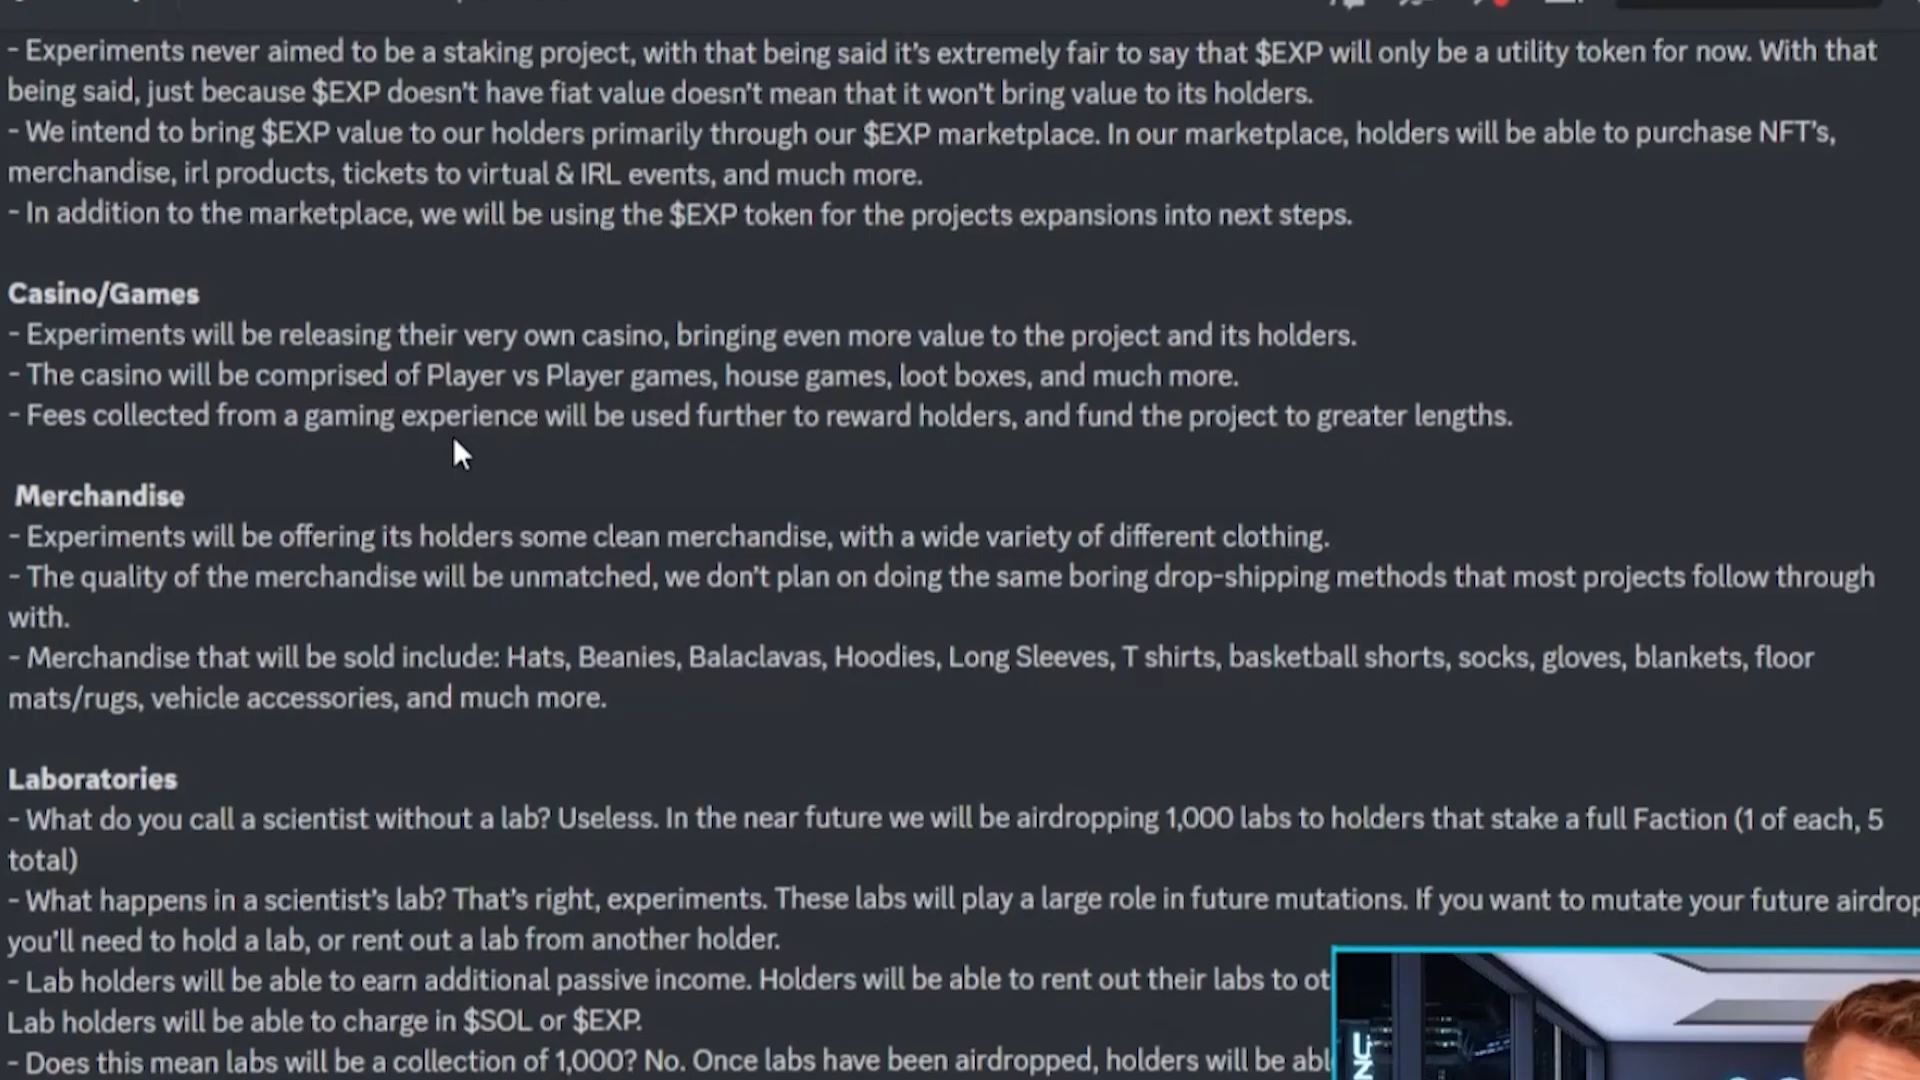 - Experiments never aimed to be a staking project, with that being said it's extremely fair to say that $EXP will only be a utility token for now. With that
being said, just because $EXP doesn't have fiat value doesn't mean that it won't bring value to its holders.
- We intend to bring $EXP value to our holders primarily through our $EXP marketplace. In our marketplace, holders will be able to purchase NFT's,
merchandise, irl products, tickets to virtual & IRL events, and much more.
- In addition to the marketplace, we will be using the $EXP token for the projects expansions into next steps.
Casino/Games
- Experiments will be releasing their very own casino, bringing even more value to the project and its holders.
- The casino will be comprised of Player vs Player games, house games, loot boxes, and much more.
- Fees collected from a gaming experience will be used further to reward holders, and fund the project to greater lengths.
Merchandise
- Experiments will be offering its holders some clean merchandise, with a wide variety of different clothing.
- The quality of the merchandise will be unmatched, we don't plan on doing the same boring drop-shipping methods that most projects follow through
with.
- Merchandise that will be sold include: Hats, Beanies, Balaclavas, Hoodies, Long Sleeves, T shirts, basketball shorts, socks, gloves, blankets, floor
mats/rugs, vehicle accessories, and much more.
Laboratories
- What do you call a scientist without a lab? Useless. In the near future we will be airdropping 1,000 labs to holders that stake a full Faction (1 of each, 5
total)
- What happens in a scientist's lab? That's right, experiments. These labs will play a large role in future mutations. If you want to mutate your future airdrop
you'll need to hold a lab, or rent out a lab from another holder.
- Lab holders will be able to earn additional passive income. Holders will be able to rent out their labs to ot
Lab holders will be able to charge in $SOL or $EXP.
- Does this mean labs will be a collection of 1,000? No. Once labs have been airdropped, holders will be abl